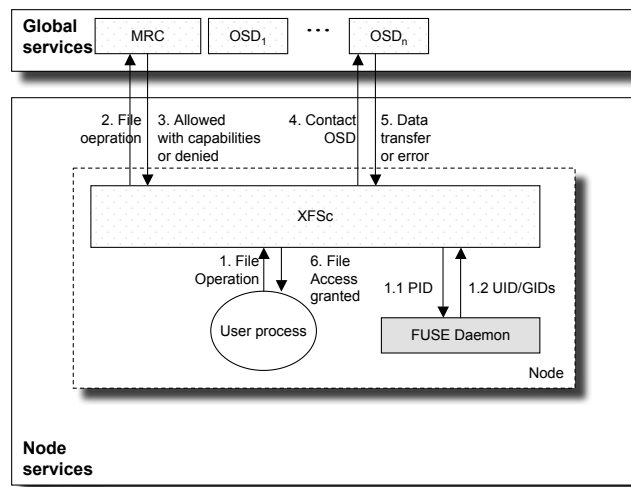 Global
services
MRC
OSD1
...
OSDn
2. File
oepration
3. Allowed
with capabilities
or denied
4. Contact
OSD
5. Data
transfer
or error
XFSc
1. File
Operation
6. File
Access
granted
1.1 PID
1.2 UID/GIDs
User process
FUSE Daemon
Node
Node
services